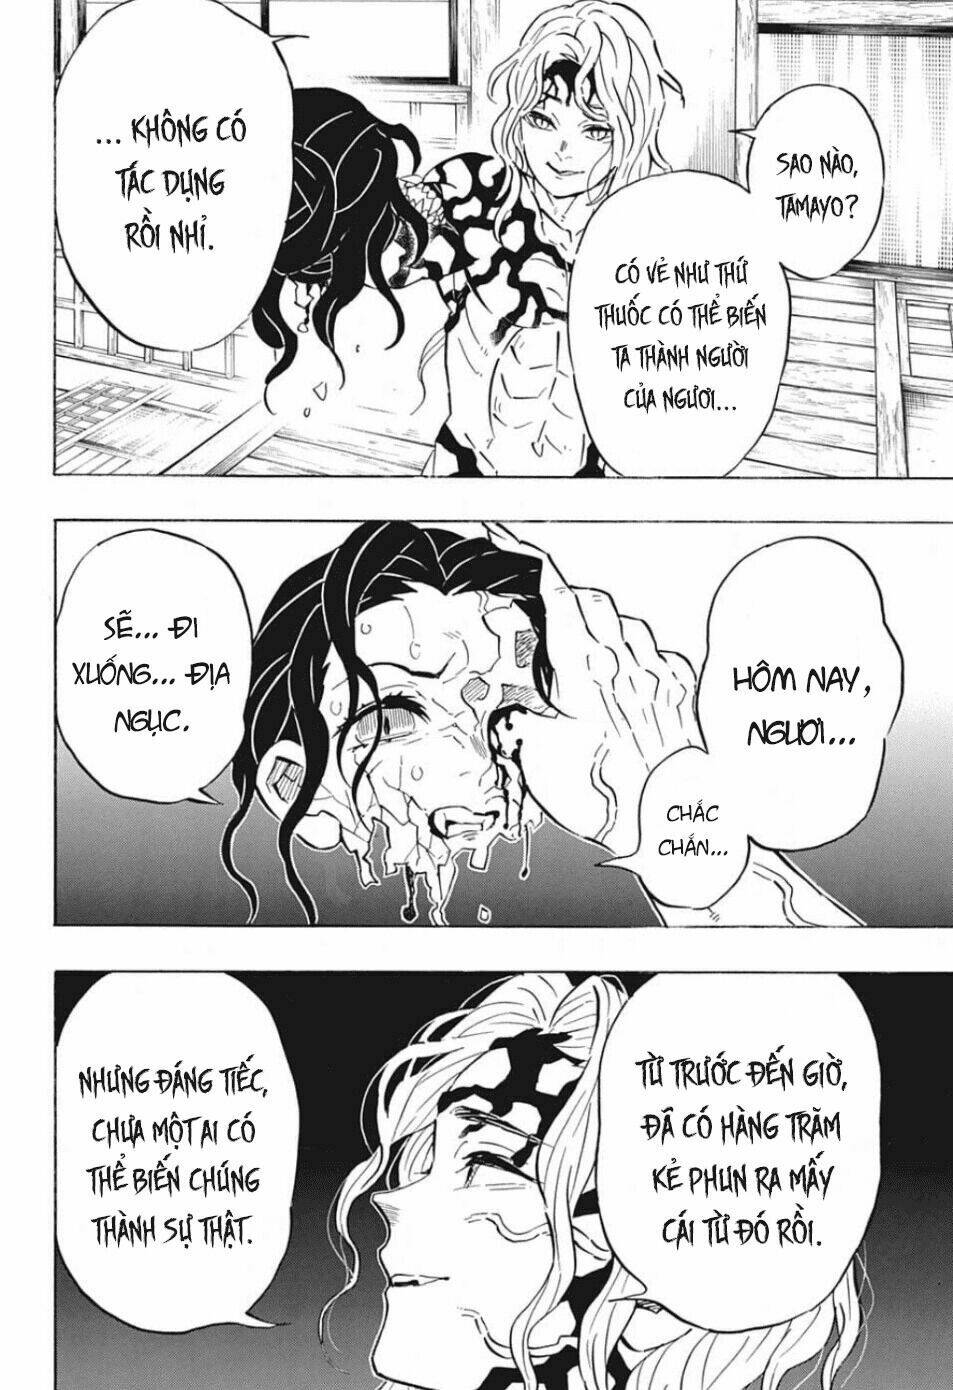 SAO NÀO,
TAMAYO?
CÓ VẺ NHƯ THỨ
THUỐC CÓ THỂ BIẾN
TA THÀNH NGƯỜI
CỦA NGƯƠI...
... KHÔNG CÓ
TÁC DỤNG
RỒI NHỈ.
HÔM NAY,
NGƯƠI...
CHẮC
CHẮN...
SẼ... ĐI
XUỐNG... ĐỊA
NGỤC.
TỪ TRƯỚC ĐẾN GIỜ,
ĐÃ CÓ HÀNG TRĂM
KẺ PHUN RA MẤY
CÁI TỪ ĐÓ RỒI.
NHƯNG ĐÁNG TIẾC,
CHƯA MỘT AI CÓ
THỂ BIẾN CHÚNG
THÀNH SỰ THẬT.